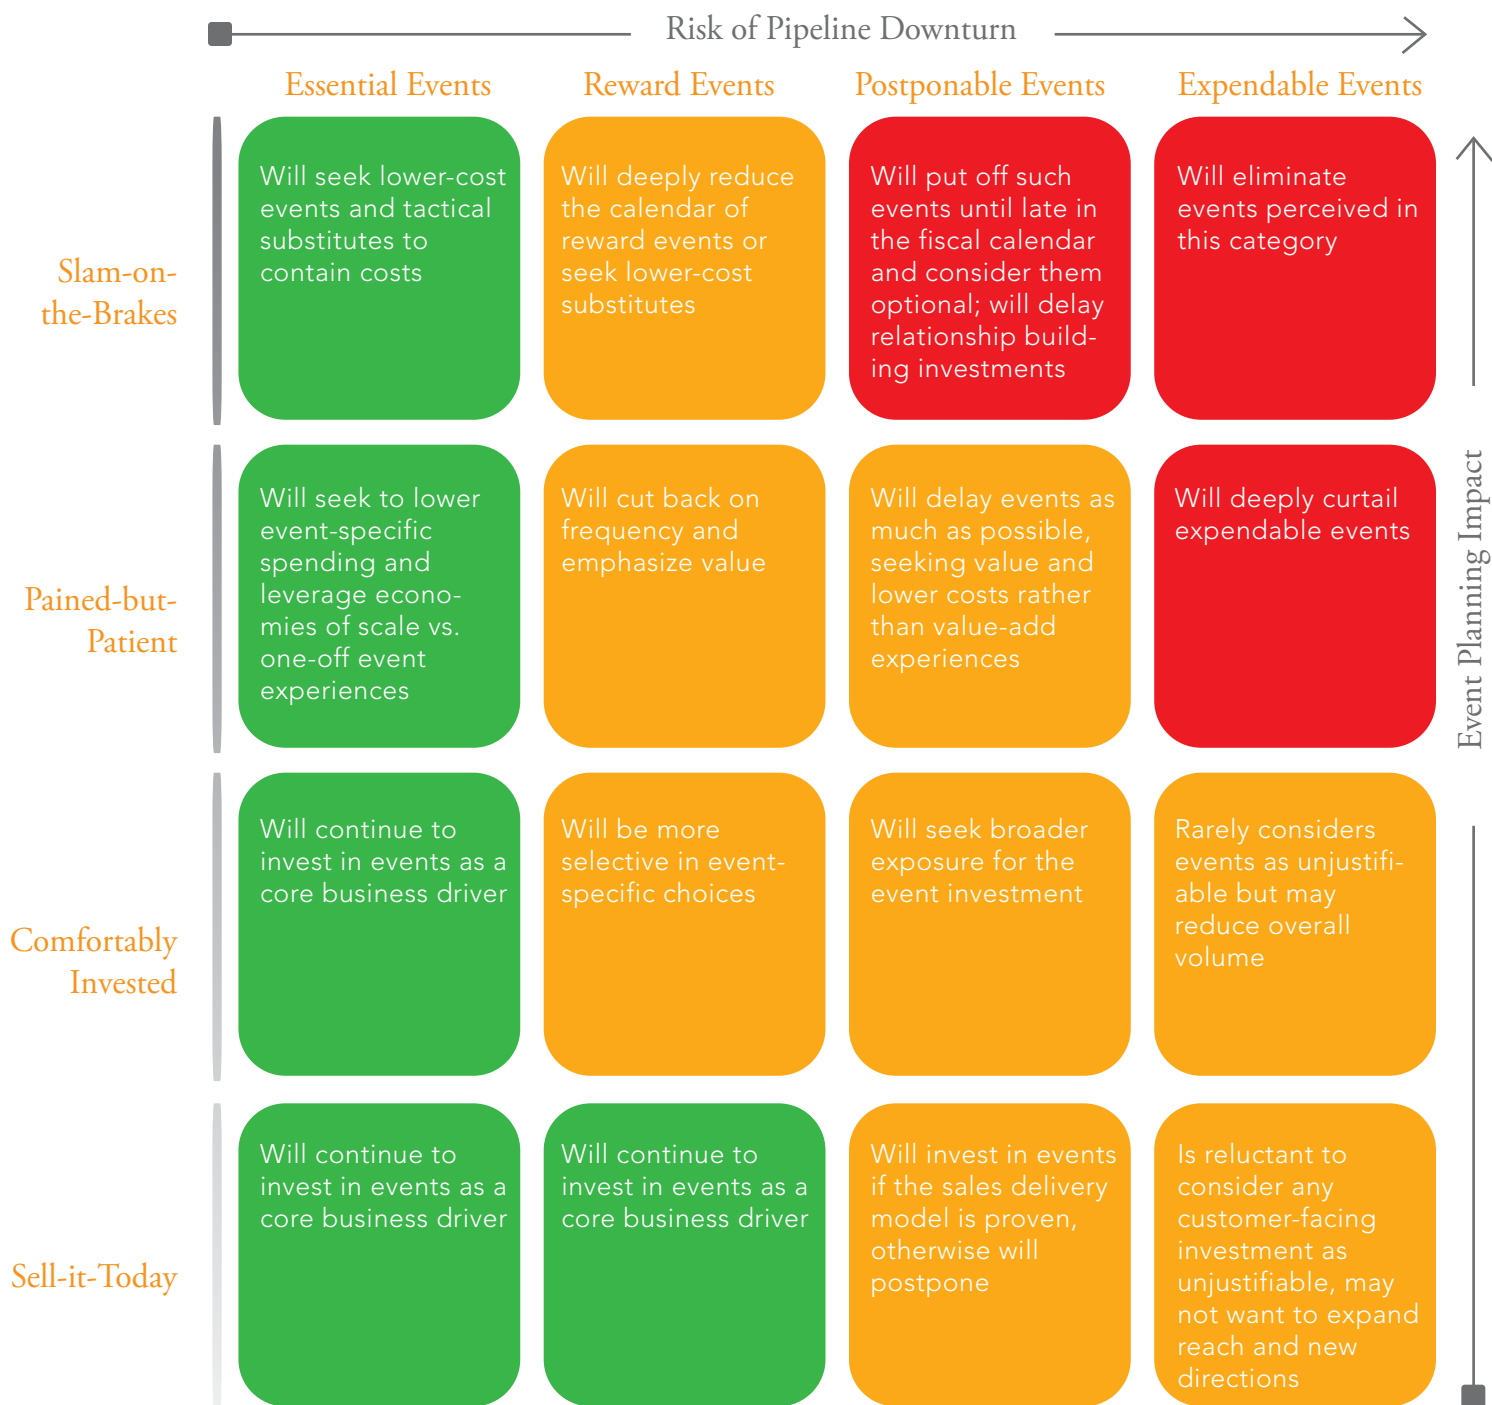 Risk of Pipeline Downturn
Essential Events
Reward Events
Postponable Events
Expendable Events
Slam-on-
the-Brakes
Will seek lower-cost
events and tactical
substitutes to
contain costs
Will deeply reduce
the calendar of
reward events or
seek lower-cost
substitutes
Will put off such
events until late in
the fiscal calendar
and consider them
optional; will delay
relationship build-
ing investments
Will eliminate
events perceived in
this category
Pained-but-
Patient
Will seek to lower
event-specific
spending and
leverage econo-
mies of scale vs.
one-off event
experiences
Will cut back on
frequency and
emphasize value
Will delay events as
much as possible,
seeking value and
lower costs rather
than value-add
experiences
Will deeply curtail
expendable events
Event Planning Impact
Comfortably
Invested
Will continue to
invest in events as a
core business driver
Will be more
selective in event-
specific choices
Will seek broader
exposure for the
event investment
Rarely considers
events as unjustifi-
able but may
reduce overall
volume
Sell-it-Today
Will continue to
invest in events as a
core business driver
Will continue to
invest in events as a
core business driver
Will invest in events
if the sales delivery
model is proven,
otherwise will
postpone
Is reluctant to
consider any
customer-facing
investment as
unjustifiable, may
not want to expand
reach and new
directions